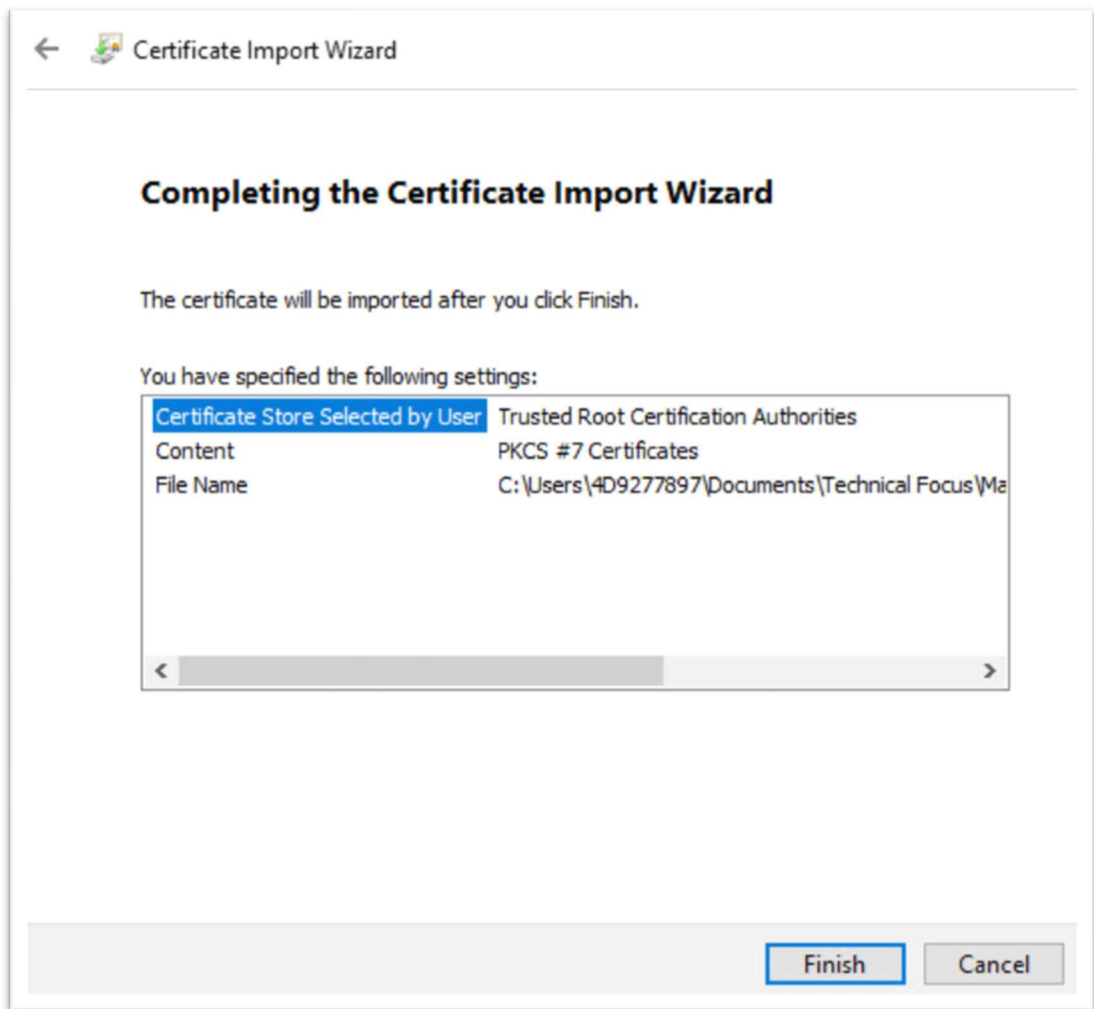 Certificate Import Wizard
Completing the Certificate Import Wizard
The certificate will be imported after you click Finish.
You have specified the following settings:
Certificate Store Selected by User Trusted Root Certification Authorities
Content PKCS #7 Certificates
File Name C:\Users\4D9277897\Documents\Technical Focus\Ma
Finish Cancel